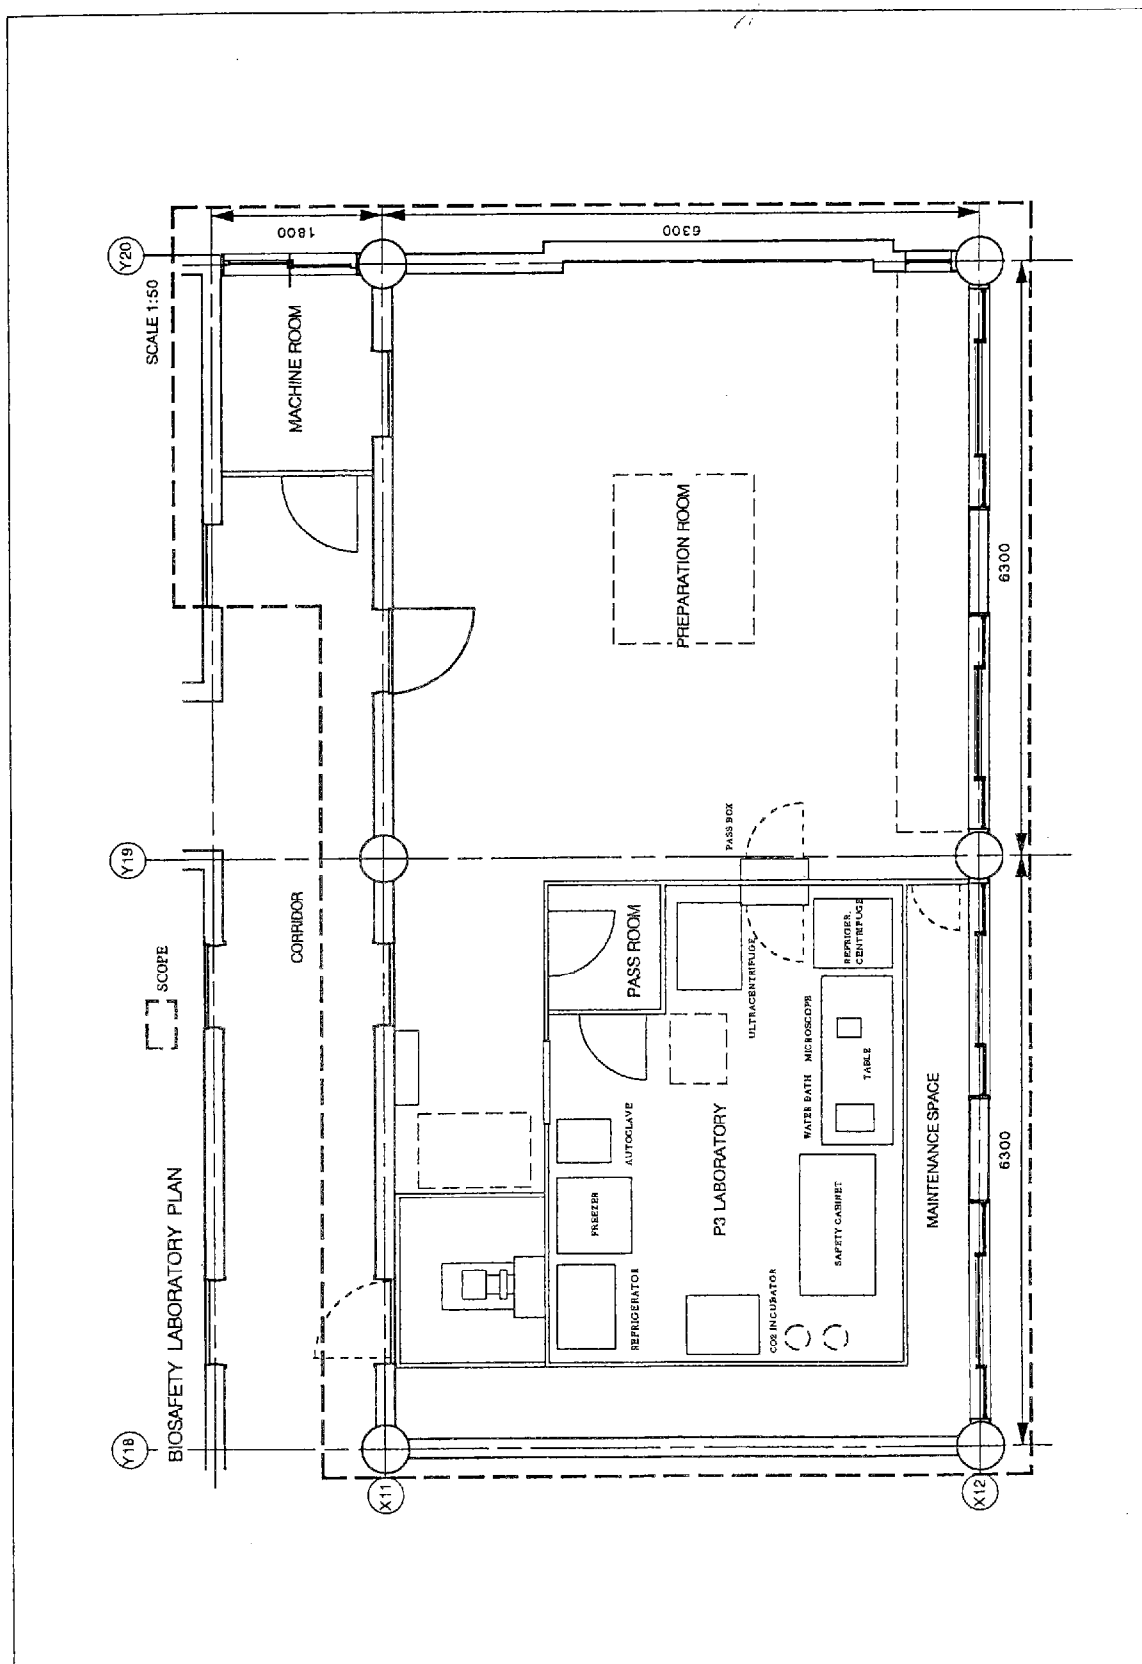 BIOSAFETY LABORATORY PLAN
SCOPE
SCALE 1:50
Y18
Y19
Y20
CORRIDOR
MACHINE ROOM
1800
X11
6300
REFRIGERATOR
FREEZER
AUTOCLAVE
PASS ROOM
PREPARATION ROOM
P3 LABORATORY
ULTRACENTRIFUGE
PASS BOX
CO2 INCUBATOR
SAFETY CABINET
WATER BATH MICROSCOPE
TABLE
REFRIGER.
CENTRIFUGE
MAINTENANCE SPACE
X12
6300
6300